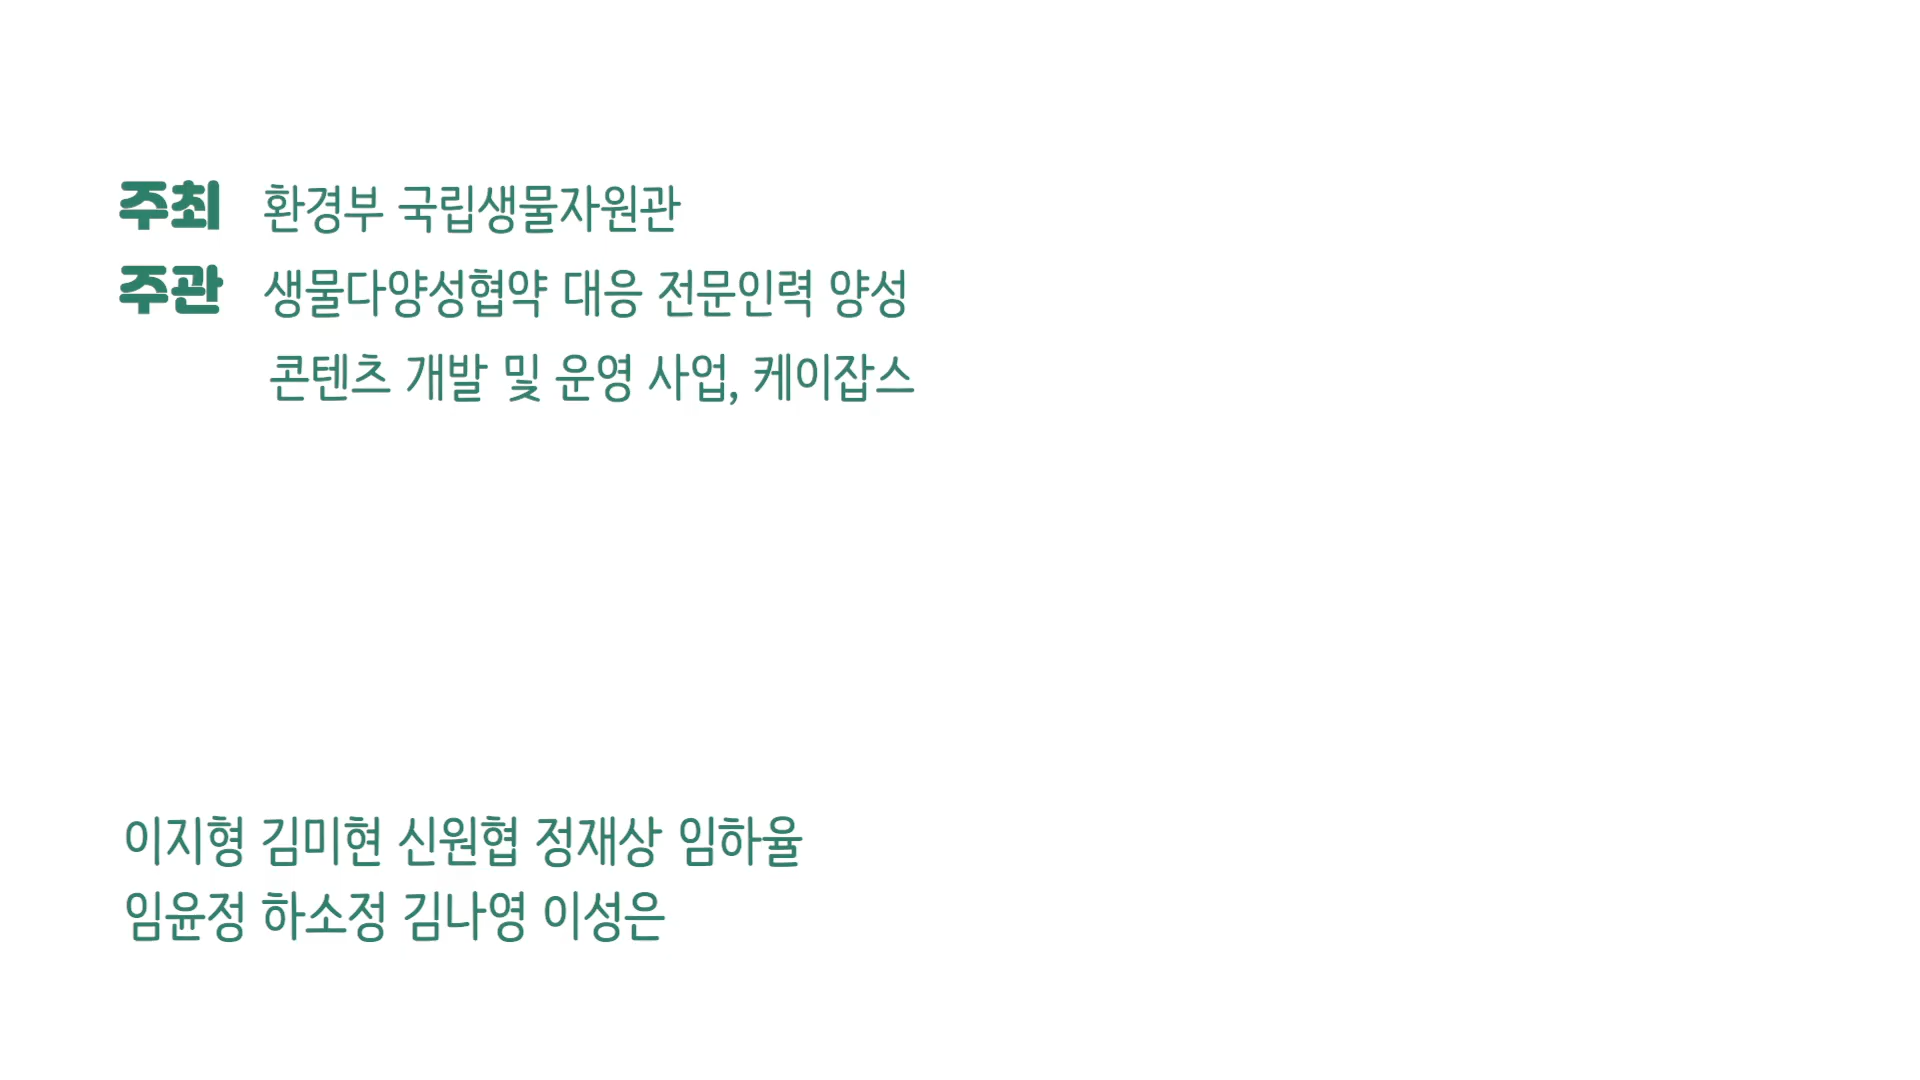 주최 환경부 국립생물자원관
주관 생물다양성협약 대응 전문인력 양성
콘텐츠 개발 및 운영 사업, 케이잡스
이지형 김미현 신원협 정재상 임하율
임윤정 하소정 김나영 이성은